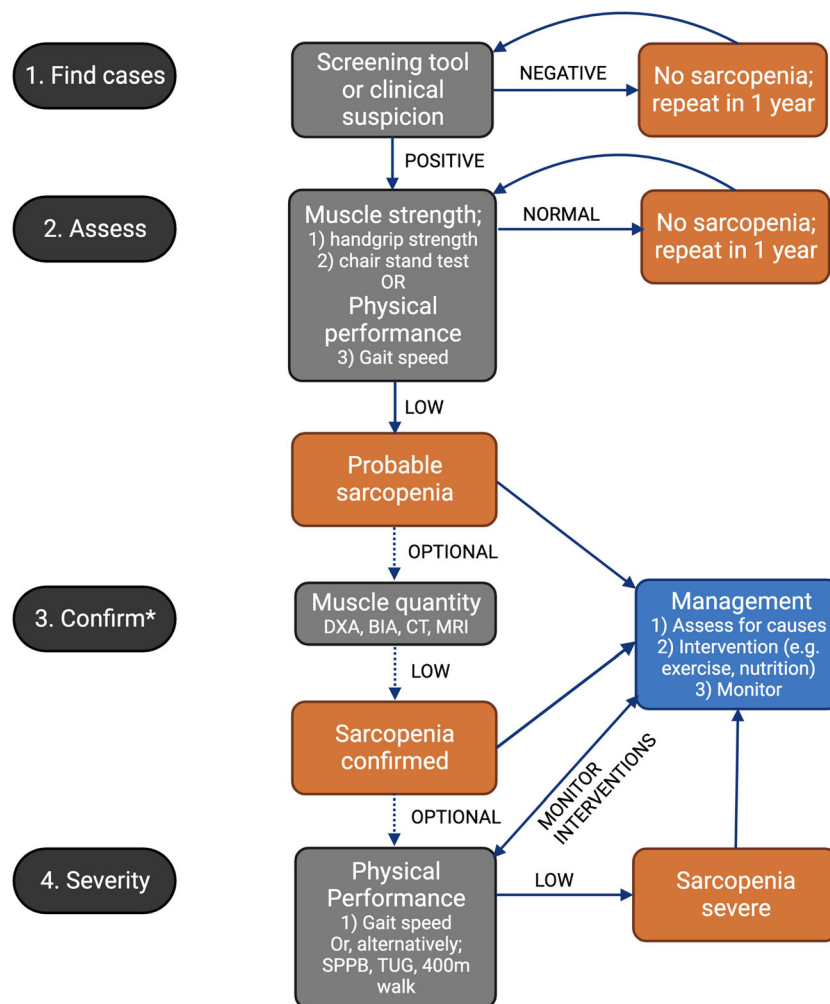 1. Find cases
Screening tool
or clinical
suspicion
NEGATIVE
No sarcopenia;
repeat in 1 year
POSITIVE
2. Assess
Muscle strength;
1) handgrip strength
2) chair stand test
OR
Physical
performance
3) Gait speed
NORMAL
No sarcopenia;
repeat in 1 year
LOW
Probable
sarcopenia
OPTIONAL
3. Confirm*
Muscle quantity
DXA, BIA, CT, MRI
Management
1) Assess for causes
2) Intervention (e.g.
exercise, nutrition)
3) Monitor
LOW
Sarcopenia
confirmed
MONITOR
INTERVENTIONS
OPTIONAL
4. Severity
Physical
Performance
1) Gait speed
Or, alternatively;
SPPB, TUG, 400m
walk
LOW
Sarcopenia
severe